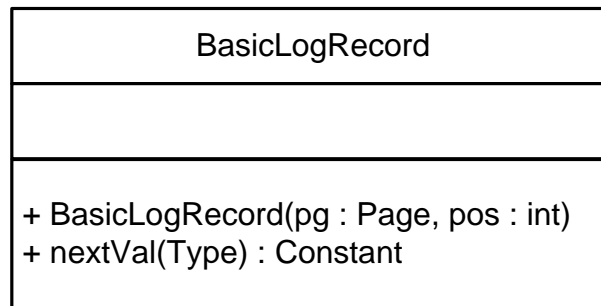 BasicLogRecord
+ BasicLogRecord(pg : Page, pos : int)
+ nextVal(Type) : Constant